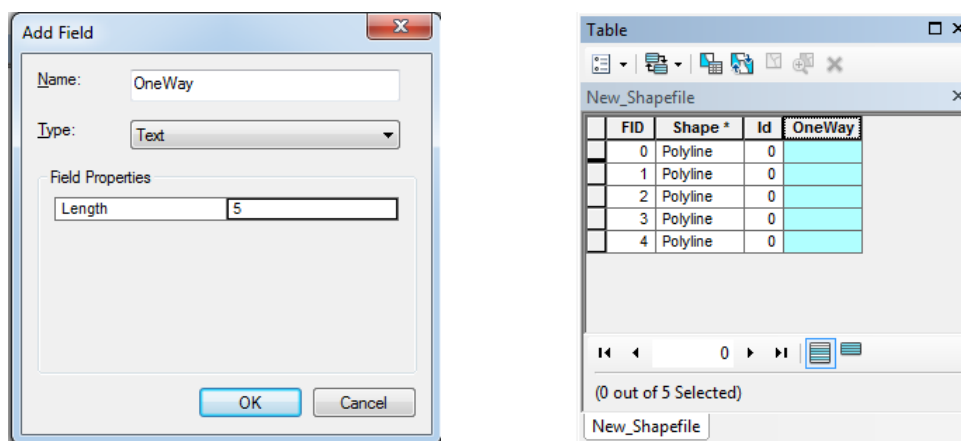 Add Field
Name: OneWay
Type: Text
Field Properties
Length 5
OK Cancel
Table
New_Shapefile
FID Shape * Id OneWay
0 Polyline 0
1 Polyline 0
2 Polyline 0
3 Polyline 0
4 Polyline 0
0
(0 out of 5 Selected)
New_Shapefile